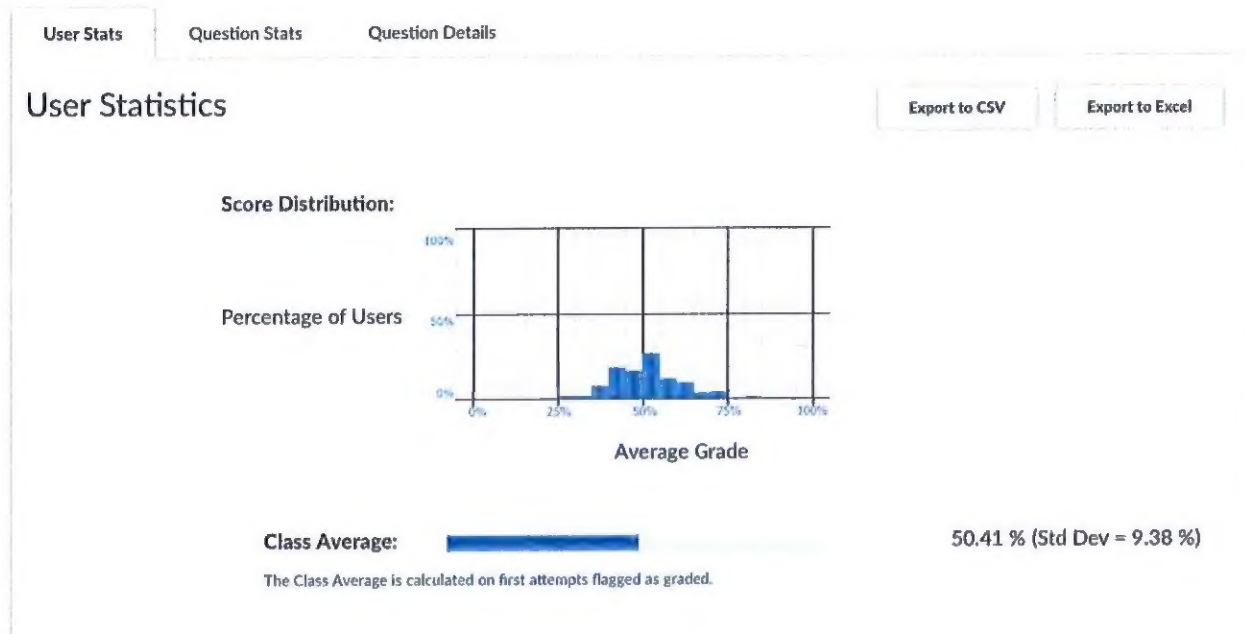 User Stats Question Stats Question Details
User Statistics
Export to CSV Export to Excel
Score Distribution:
100%
Percentage of Users
50%
0%
0% 25% 50% 75% 100%
Average Grade
Class Average:
50.41 % (Std Dev = 9.38 %)
The Class Average is calculated on first attempts flagged as graded.